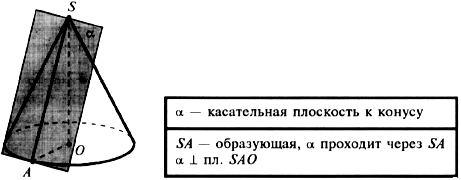 S
α
O
A
α — касательная плоскость к конусу
SA — образующая, α проходит через SA
α ⊥ пл. SAO